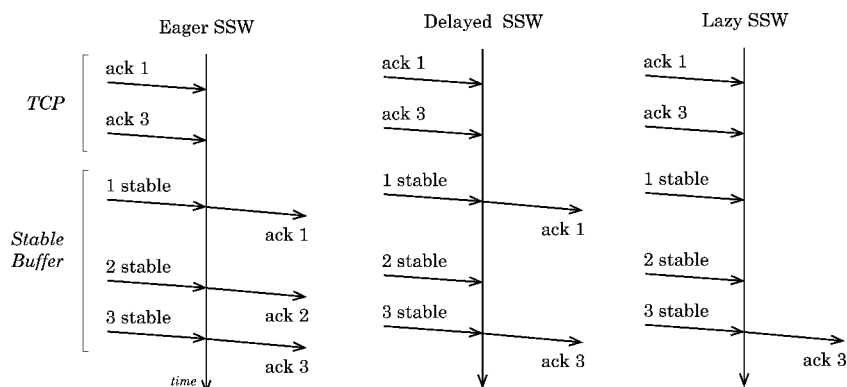 Eager SSW
Delayed SSW
Lazy SSW
TCP
ack 1
ack 3
Stable
Buffer
1 stable
ack 1
2 stable
ack 2
3 stable
ack 3
time
ack 1
ack 3
1 stable
ack 1
2 stable
3 stable
ack 3
ack 1
ack 3
1 stable
2 stable
3 stable
ack 3